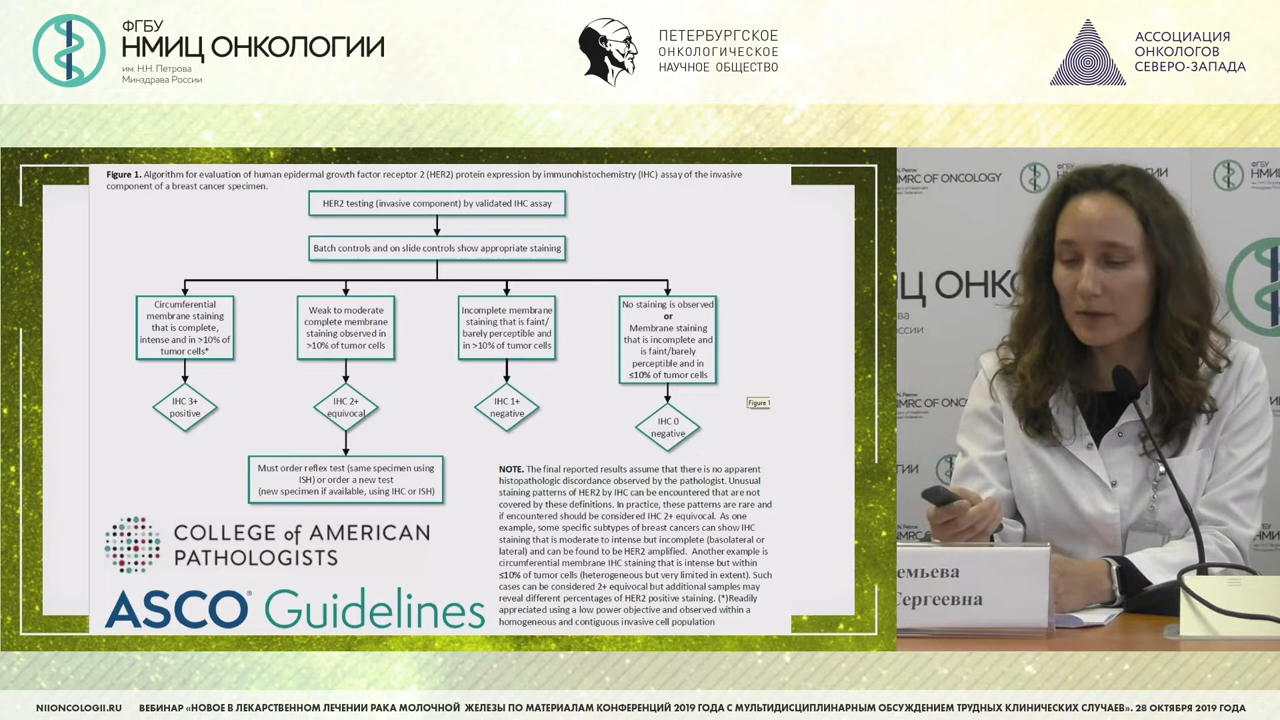 ФГБУ
НМИЦ ОНКОЛОГИИ
им. Н.Н. Петрова
Минздрава России
ПЕТЕРБУРГСКОЕ
ОНКОЛОГИЧЕСКОЕ
НАУЧНОЕ ОБЩЕСТВО
АССОЦИАЦИЯ
ОНКОЛОГОВ
СЕВЕРО-ЗАПАДА
Figure 1. Algorithm for evaluation of human epidermal growth factor receptor 2 (HER2) protein expression by immunohistochemistry (IHC) assay of the invasive
component of a breast cancer specimen.
HER2 testing (invasive component) by validated IHC assay
Batch controls and on slide controls show appropriate staining
Circumferential
membrane staining
that is complete,
intense and in >10% of
tumor cells*
Weak to moderate
complete membrane
staining observed in
>10% of tumor cells
Incomplete membrane
staining that is faint/
barely perceptible and
in >10% of tumor cells
No staining is observed
or
Membrane staining
that is incomplete and
is faint/barely
perceptible and in
≤10% of tumor cells
IHC 3+
positive
IHC 2+
equivocal
IHC 1+
negative
IHC 0
negative
Figure 1
Must order reflex test (same specimen using
ISH) or order a new test
(new specimen if available, using IHC or ISH)
NOTE. The final reported results assume that there is no apparent
histopathologic discordance observed by the pathologist. Unusual
staining patterns of HER2 by IHC can be encountered that are not
covered by these definitions. In practice, these patterns are rare and
if encountered should be considered IHC 2+ equivocal. As one
example, some specific subtypes of breast cancers can show IHC
staining that is moderate to intense but incomplete (basolateral or
lateral) and can be found to be HER2 amplified. Another example is
circumferential membrane IHC staining that is intense but within
≤10% of tumor cells (heterogeneous but very limited in extent). Such
cases can be considered 2+ equivocal but additional samples may
reveal different percentages of HER2 positive staining. (*)Readily
appreciated using a low power objective and observed within a
homogeneous and contiguous invasive cell population
COLLEGE of AMERICAN
PATHOLOGISTS
ASCO® Guidelines
NMRC OF ONCOLOGY
ФГБУ
НМИЦ ОНКО
емьева
Сергеевна
NIIONCOLOGII.RU ВЕБИНАР «НОВОЕ В ЛЕКАРСТВЕННОМ ЛЕЧЕНИИ РАКА МОЛОЧНОЙ ЖЕЛЕЗЫ ПО МАТЕРИАЛАМ КОНФЕРЕНЦИЙ 2019 ГОДА С МУЛЬТИДИСЦИПЛИНАРНЫМ ОБСУЖДЕНИЕМ ТРУДНЫХ КЛИНИЧЕСКИХ СЛУЧАЕВ». 28 ОКТЯБРЯ 2019 ГОДА